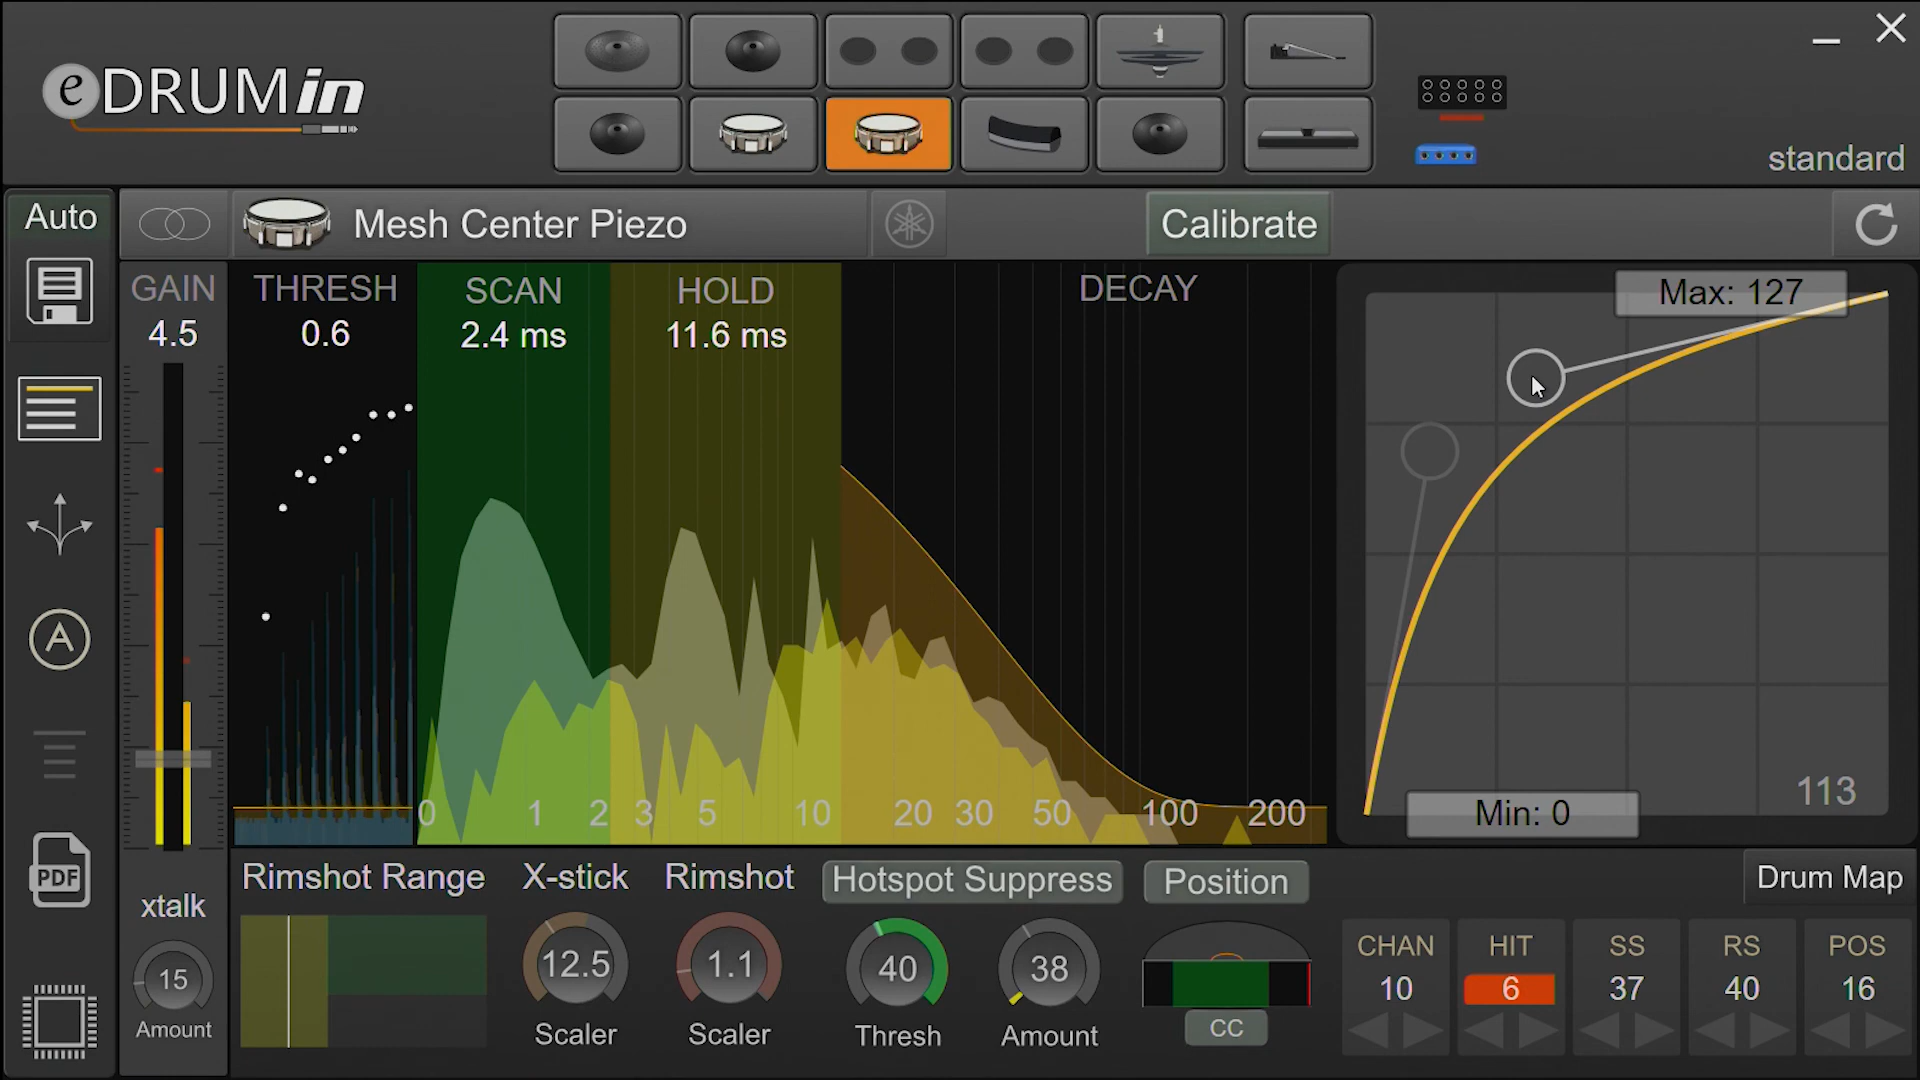 eDRUMin
standard
Auto
Mesh Center Piezo
Calibrate
GAIN
4.5
THRESH
0.6
SCAN
2.4 ms
HOLD
11.6 ms
DECAY
Max: 127
0 1 2 3 5 10 20 30 50 100 200
Min: 0
113
PDF
xtalk
15
Amount
Rimshot Range
X-stick
12.5
Scaler
Rimshot
1.1
Scaler
Hotspot Suppress
40
Thresh
38
Amount
Position
CC
Drum Map
CHAN HIT SS RS POS
10 6 37 40 16
A